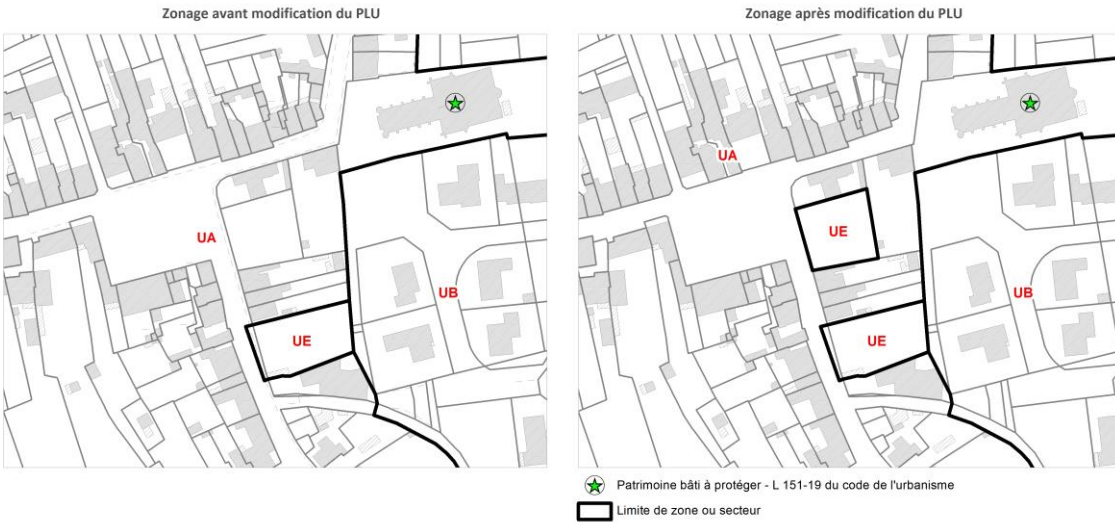 Zonage avant modification du PLU
UA
UB
UE
Zonage après modification du PLU
UA
UE
UB
UE
Patrimoine bâti à protéger - L 151-19 du code de l'urbanisme
Limite de zone ou secteur